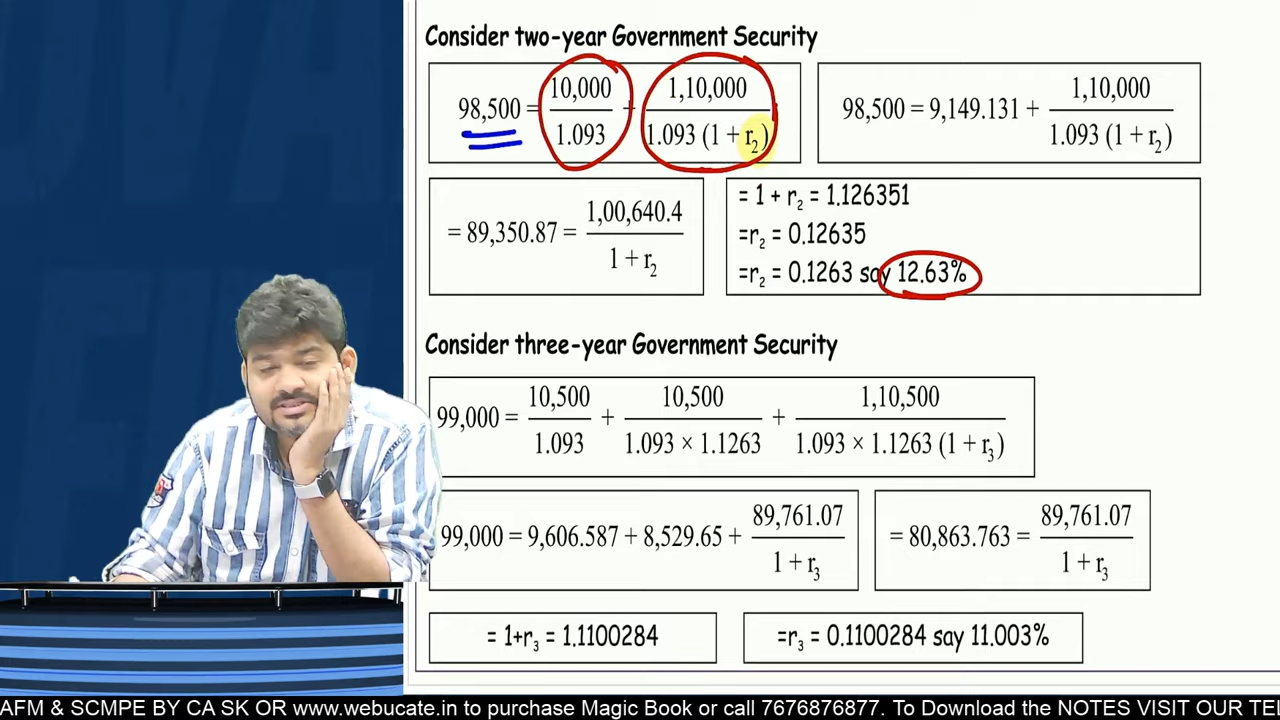 Consider two-year Government Security
98,500 = 10,000 / 1.093 + 1,10,000 / 1.093 (1 + r₂)
98,500 = 9,149.131 + 1,10,000 / 1.093 (1 + r₂)
= 89,350.87 = 1,00,640.4 / 1 + r₂
= 1 + r₂ = 1.126351
=r₂ = 0.12635
=r₂ = 0.1263 say 12.63%
Consider three-year Government Security
99,000 = 10,500 / 1.093 + 10,500 / 1.093 × 1.1263 + 1,10,500 / 1.093 × 1.1263 (1 + r₃)
99,000 = 9,606.587 + 8,529.65 + 89,761.07 / 1 + r₃
= 80,863.763 = 89,761.07 / 1 + r₃
= 1+r₃ = 1.1100284
=r₃ = 0.1100284 say 11.003%
AFM & SCMPE BY CA SK OR www.webucate.in to purchase Magic Book or call 7676876877. To Download the NOTES VISIT OUR TE